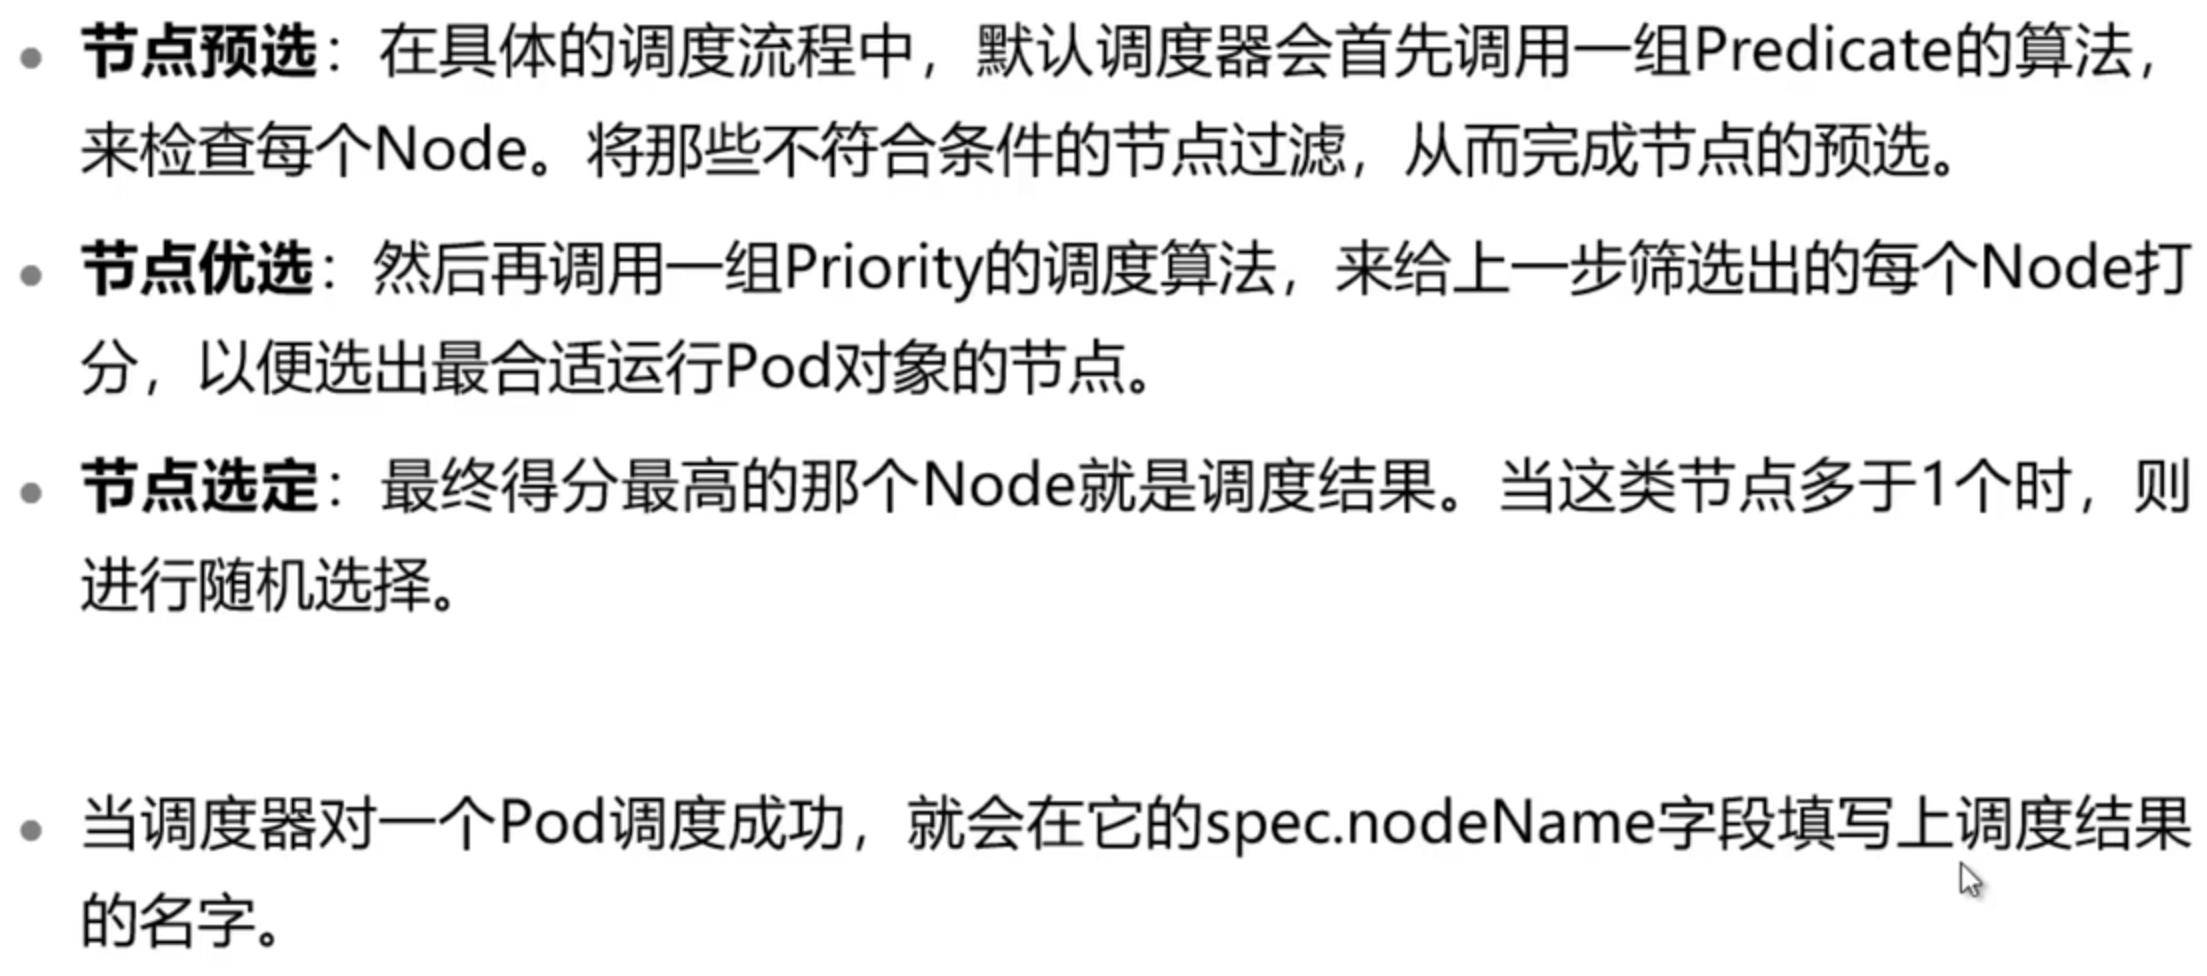 节点预选：在具体的调度流程中，默认调度器会首先调用一组Predicate的算法，
来检查每个Node。将那些不符合条件的节点过滤，从而完成节点的预选。
节点优选：然后再调用一组Priority的调度算法，来给上一步筛选出的每个Node打
分，以便选出最合适运行Pod对象的节点。
节点选定：最终得分最高的那个Node就是调度结果。当这类节点多于1个时，则
进行随机选择。
当调度器对一个Pod调度成功，就会在它的spec.nodeName字段填写上调度结果
的名字。